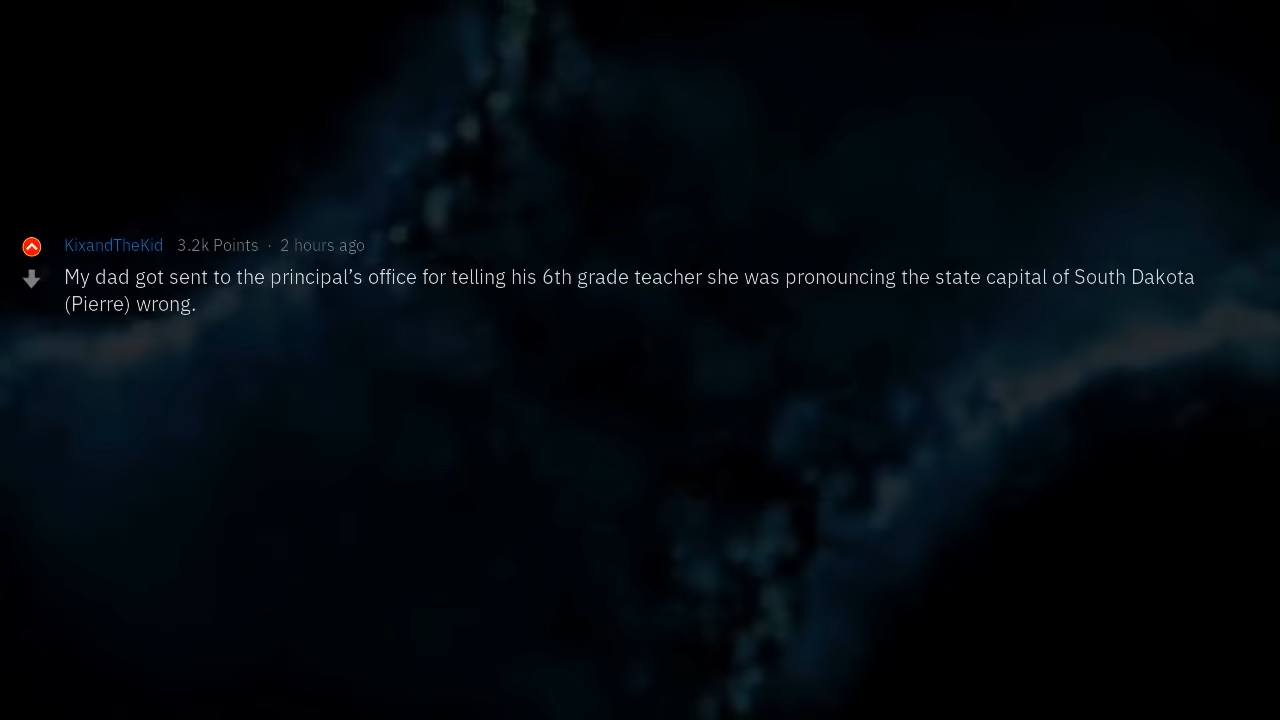 KixandTheKid 3.2k Points · 2 hours ago
My dad got sent to the principal’s office for telling his 6th grade teacher she was pronouncing the state capital of South Dakota
(Pierre) wrong.